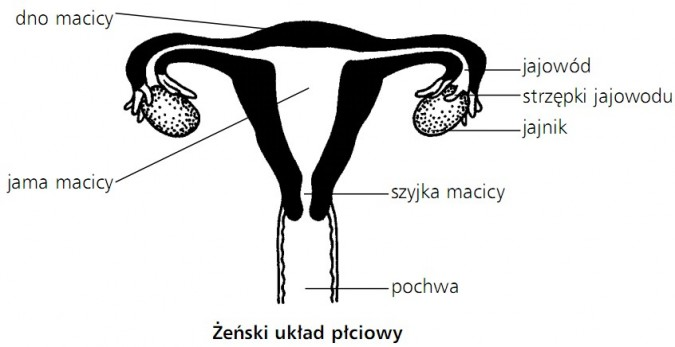 dno macicy
jajowód
strzępki jajowodu
jajnik
jama macicy
szyjka macicy
pochwa
Żeński układ płciowy